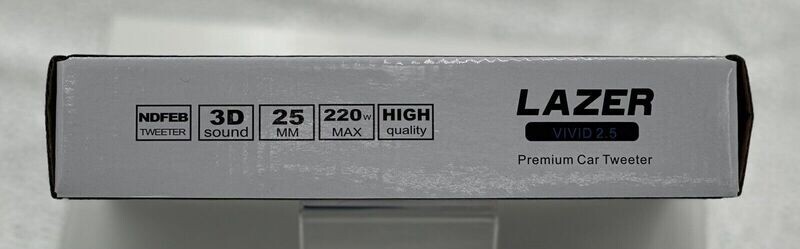 NDFEB
TWEETER
3D
sound
25
MM
220W
MAX
HIGH
quality
LAZER
VIVID 2.5
Premium Car Tweeter